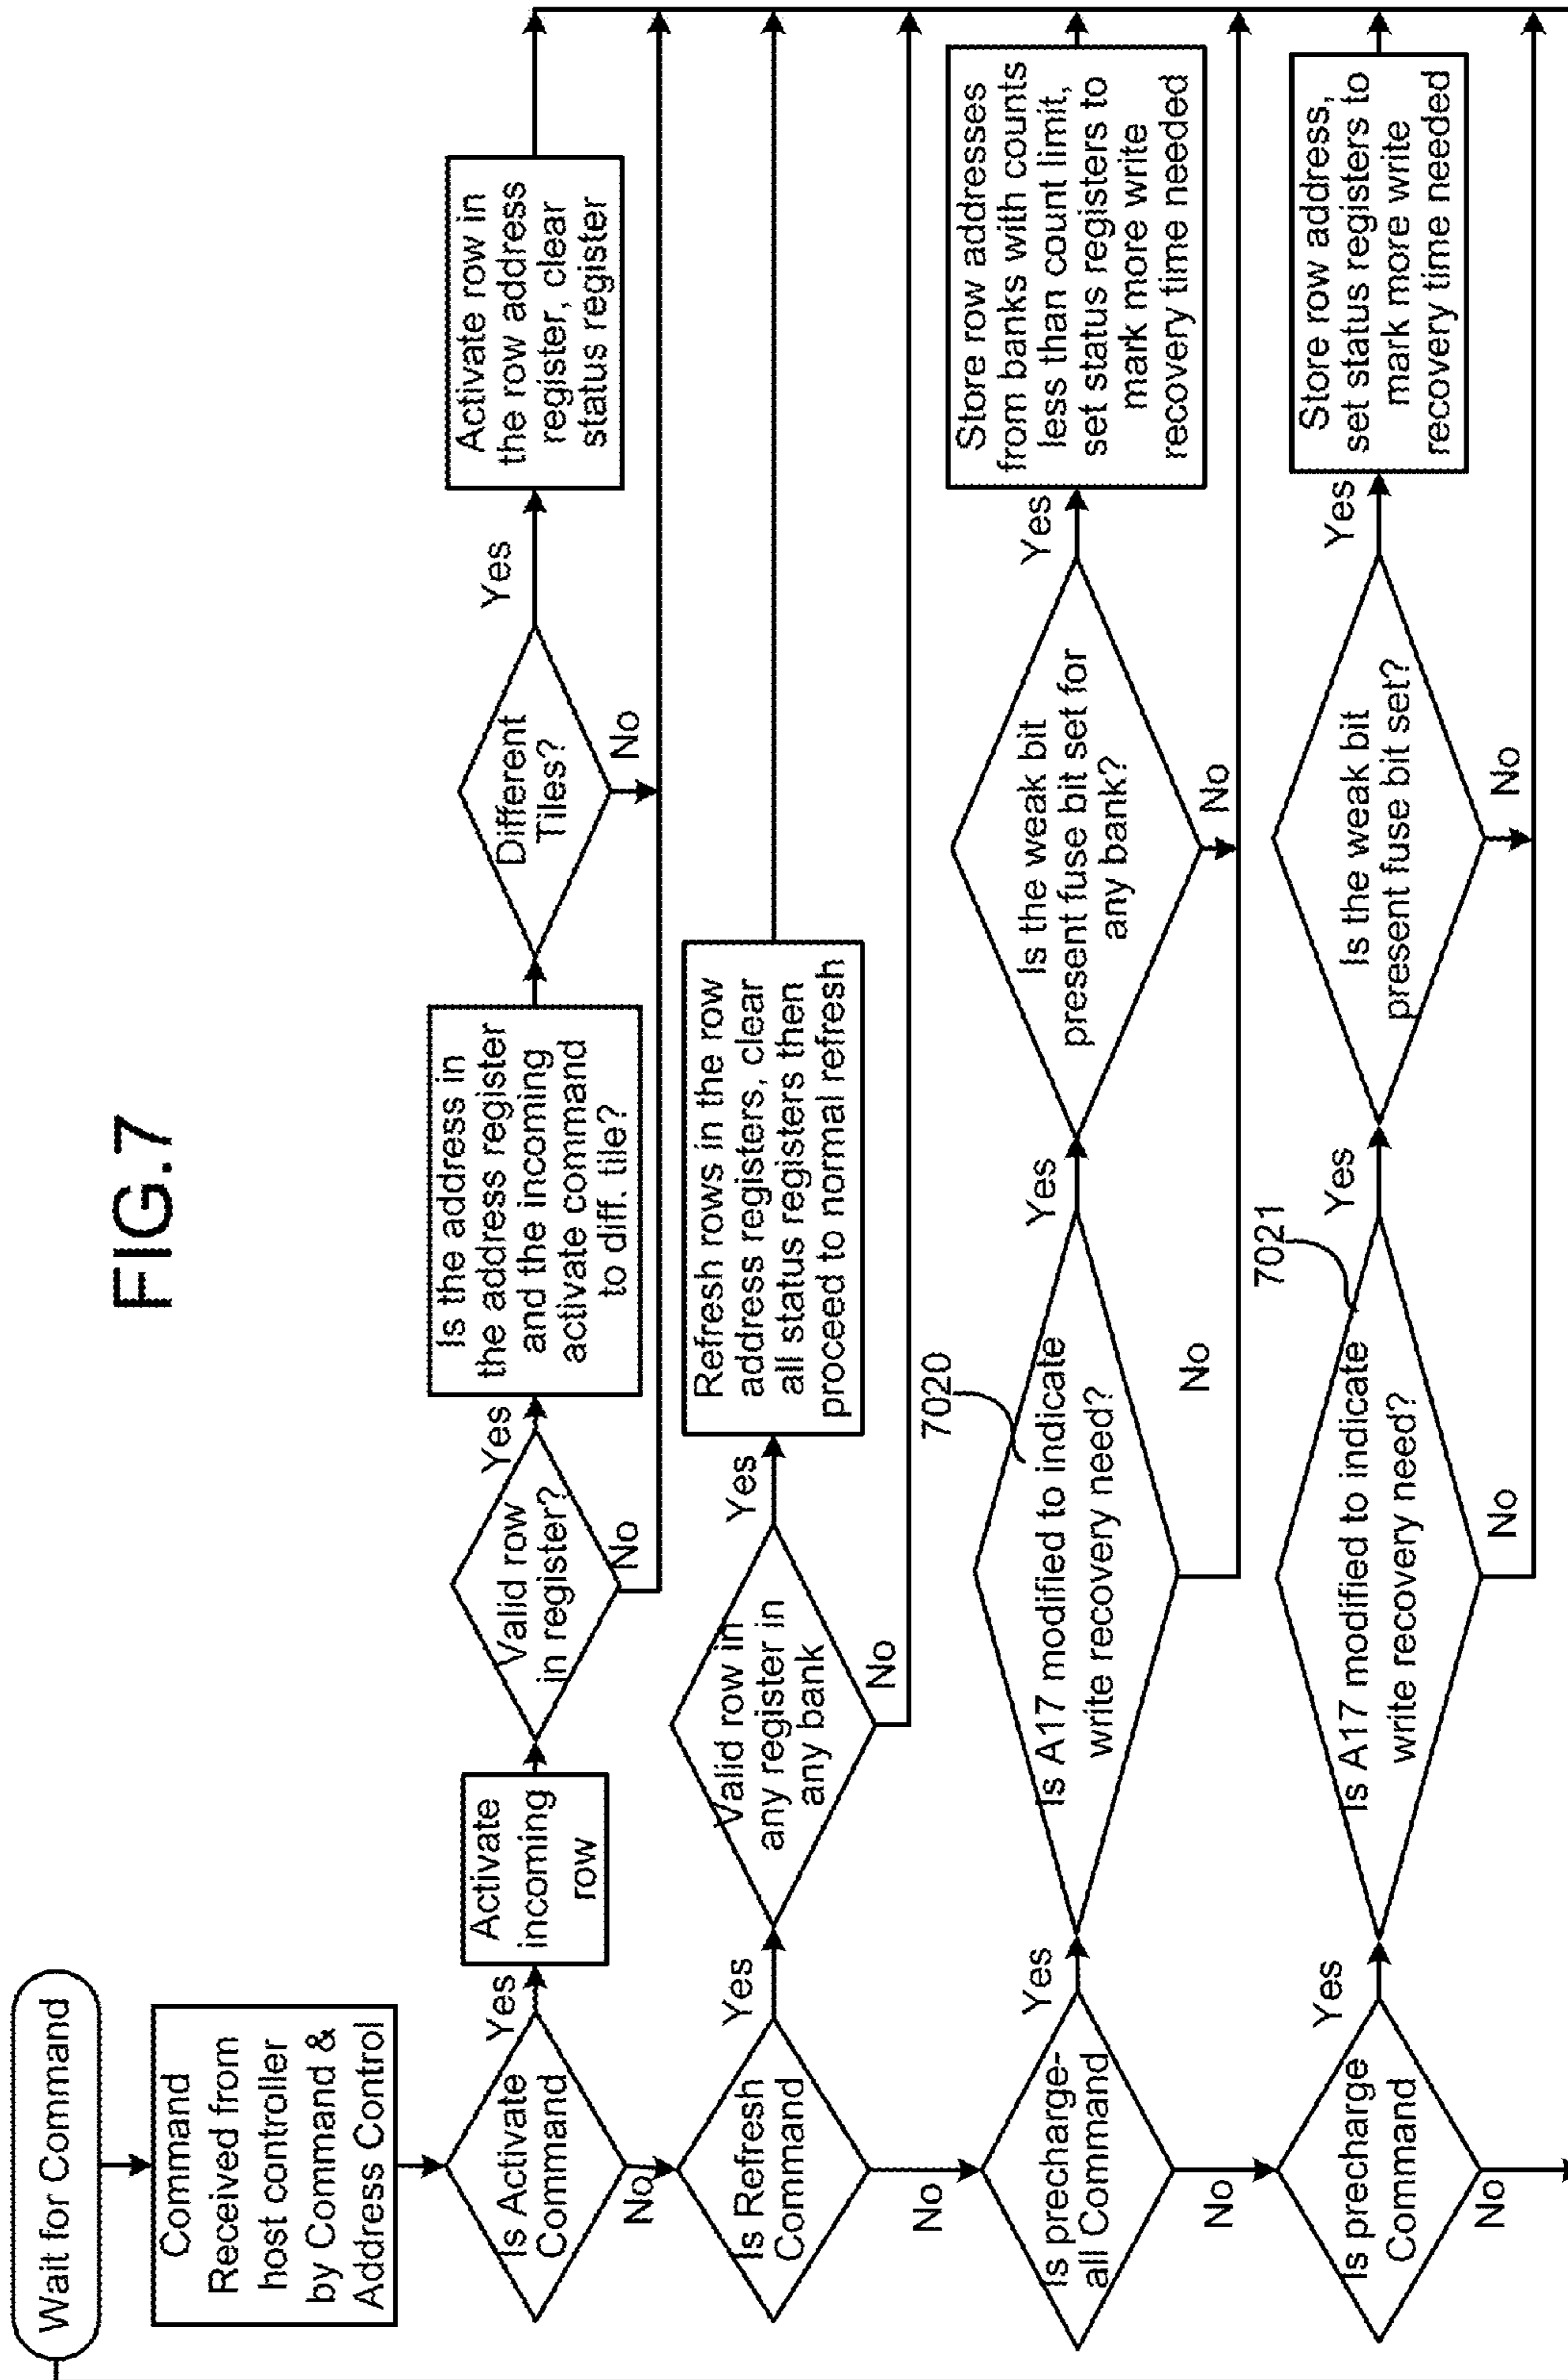 FIG.7
Wait for Command
Command
Received from
host controller
by Command &
Address Control
Is Activate
Command
Yes
No
Activate
incoming
row
Valid row
in register?
Yes
No
Is the address in
the address register
and the incoming
activate command
to diff. tile?
Different
Tiles?
Yes
No
Activate row in
the row address
register, clear
status register
Is Refresh
Command
Yes
No
Valid row in
any register in
any bank
Yes
No
Refresh rows in the row
address registers, clear
all status registers then
proceed to normal refresh
Is precharge-
all Command
Yes
No
7020
Is A17 modified to indicate
write recovery need?
Yes
No
Is the weak bit
present fuse bit set for
any bank?
Yes
No
Store row addresses
from banks with counts
less than count limit,
set status registers to
mark more write
recovery time needed
Is precharge
Command
Yes
No
7021
Is A17 modified to indicate
write recovery need?
Yes
No
Is the weak bit
present fuse bit set?
Yes
No
Store row address,
set status registers to
mark more write
recovery time needed